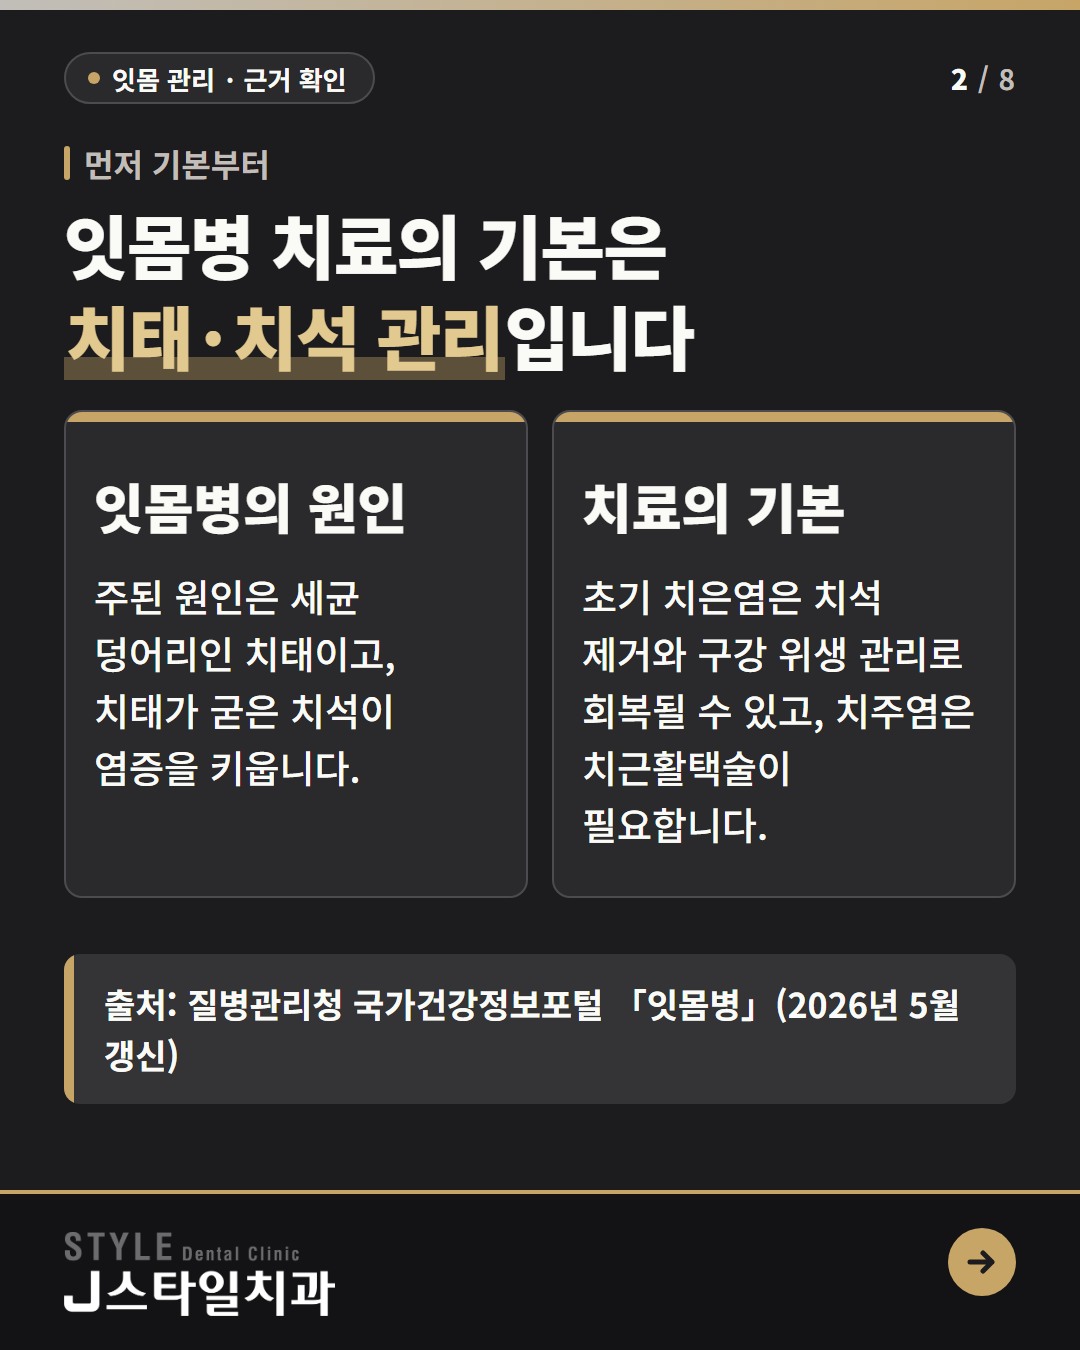 잇몸 관리 · 근거 확인
2 / 8
먼저 기본부터
잇몸병 치료의 기본은
치태·치석 관리입니다
잇몸병의 원인
주된 원인은 세균
덩어리인 치태이고,
치태가 굳은 치석이
염증을 키웁니다.
치료의 기본
초기 치은염은 치석
제거와 구강 위생 관리로
회복될 수 있고, 치주염은
치근활택술이
필요합니다.
출처: 질병관리청 국가건강정보포털 「잇몸병」(2026년 5월
갱신)
STYLE Dental Clinic
J스타일치과